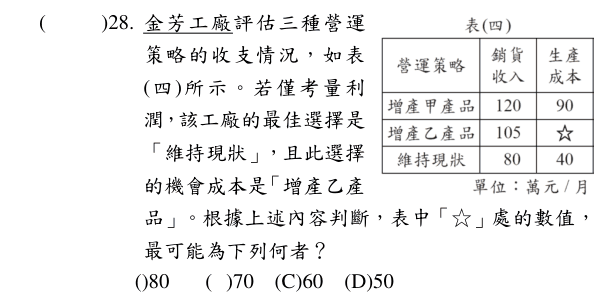 (　　)28. 金芳工廠評估三種營運
策略的收支情況，如表
(四)所示。若僅考量利
潤，該工廠的最佳選擇是
「維持現狀」，且此選擇
的機會成本是「增產乙產
品」。根據上述內容判斷，表中「☆」處的數值，
最可能為下列何者？
()80　( )70　(C)60　(D)50
表(四)
營運策略　銷貨收入　生產成本
增產甲產品　120　90
增產乙產品　105　☆
維持現狀　80　40
單位：萬元/月